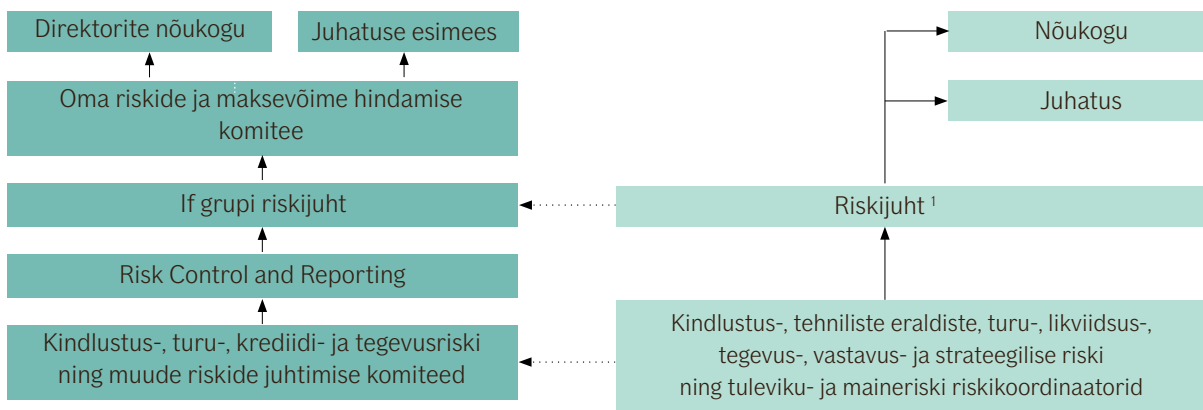 Direktorite nõukogu
Juhatuse esimees
Oma riskide ja maksevõime hindamise
komitee
If grupi riskijuht
Risk Control and Reporting
Kindlustus-, turu-, krediidi- ja tegevusriski
ning muude riskide juhtimise komiteed
Nõukogu
Juhatus
Riskijuht ¹
Kindlustus-, tehniliste eraldiste, turu-, likviidsus-,
tegevus-, vastavus- ja strateegilise riski
ning tuleviku- ja maineriski riskikoordinaatorid